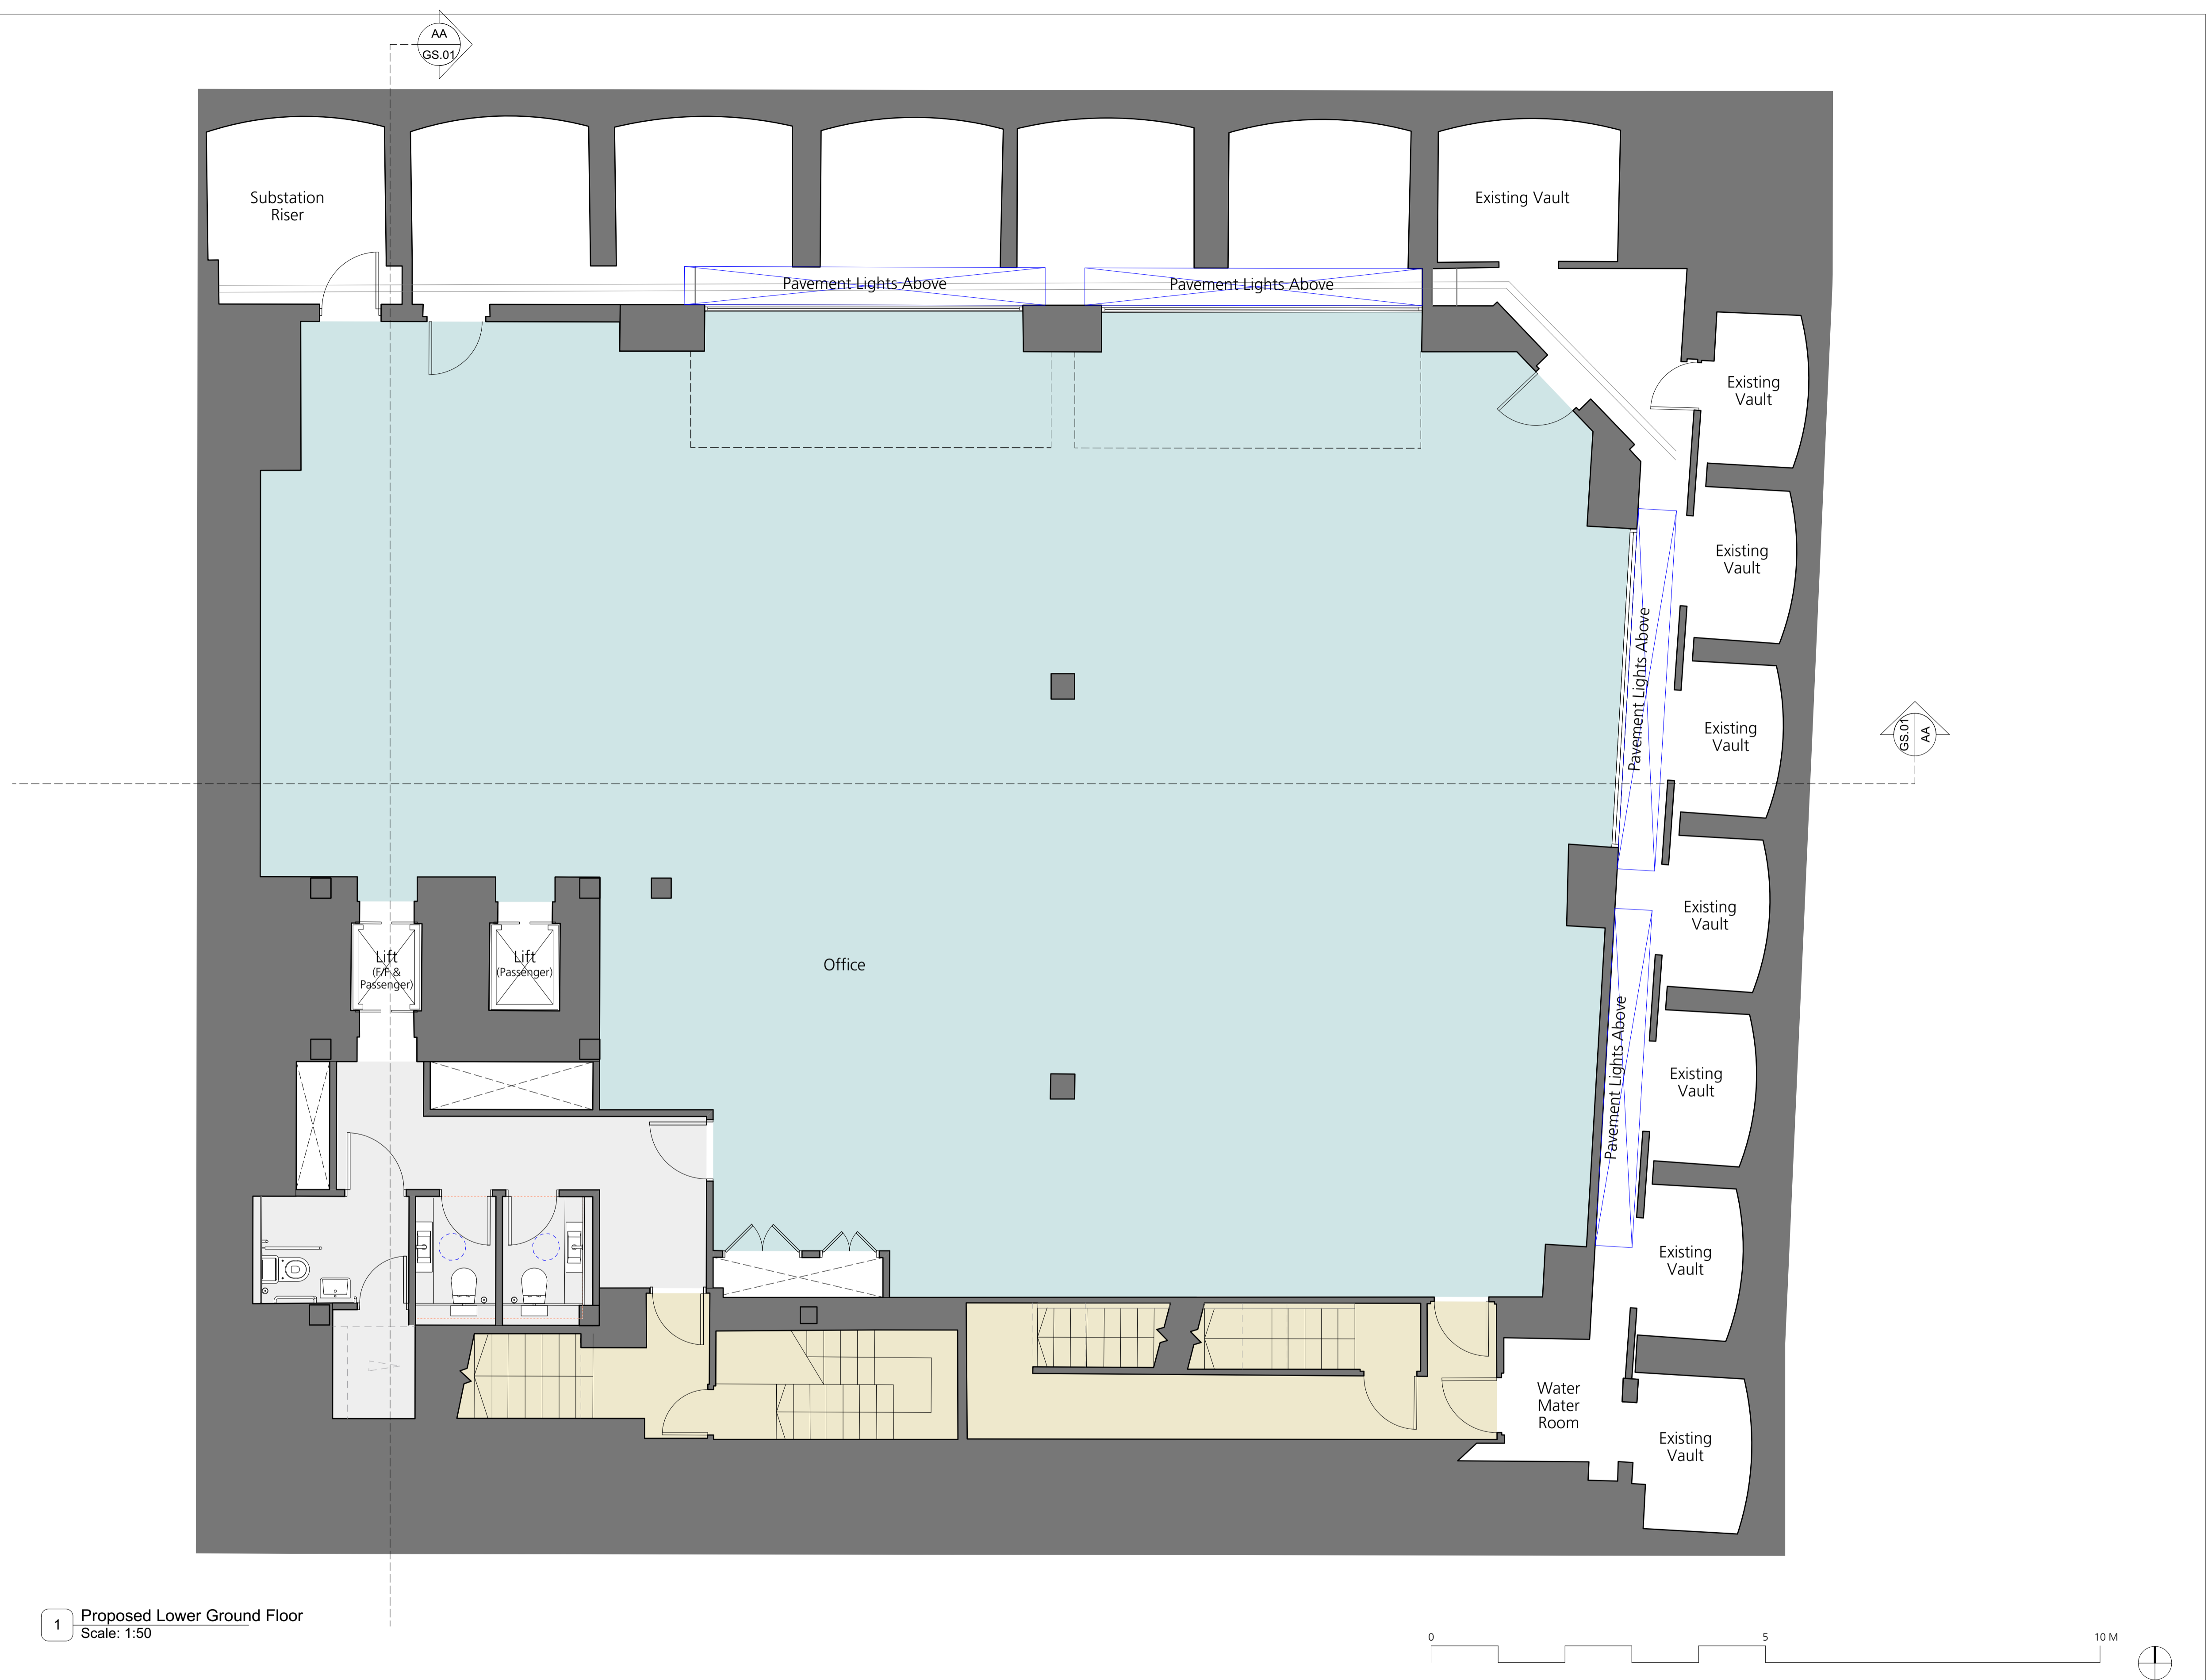 AA
GS.01
Substation
Riser
Existing Vault
Pavement Lights Above
Pavement Lights Above
Existing
Vault
Existing
Vault
Pavement Lights Above
Existing
Vault
GS.01
AA
Existing
Vault
Lift
(F/F &
Passenger)
Lift
(Passenger)
Office
Pavement Lights Above
Existing
Vault
Existing
Vault
Water
Mater
Room
Existing
Vault
1
Proposed Lower Ground Floor
Scale: 1:50
0
5
10 M